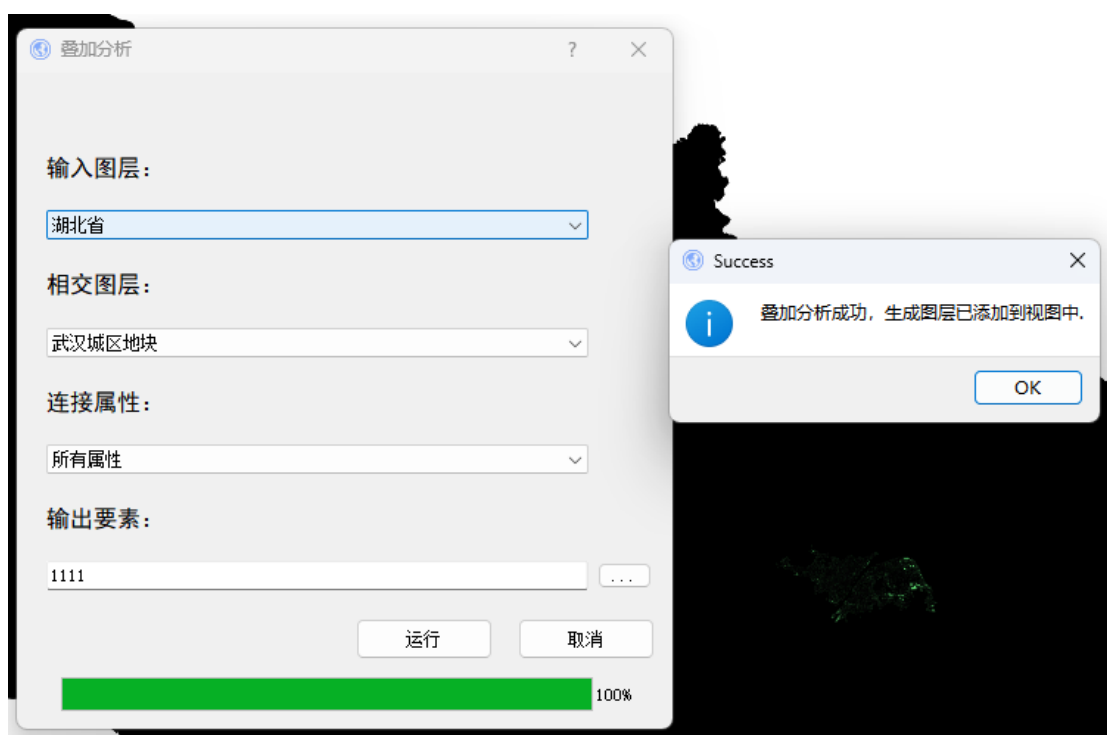 叠加分析
输入图层：
湖北省
相交图层：
武汉城区地块
连接属性：
所有属性
输出要素：
1111
...
运行
取消
100%
Success
叠加分析成功，生成图层已添加到视图中.
OK